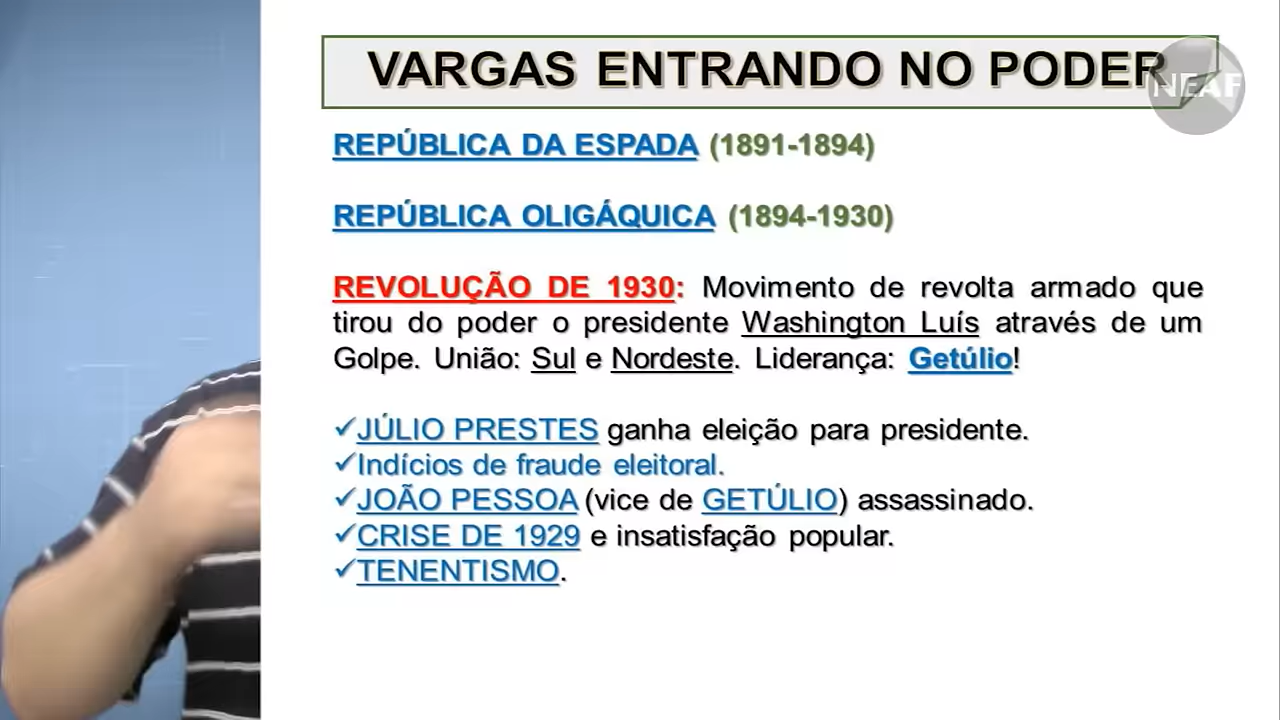 VARGAS ENTRANDO NO PODER
NEAF
REPÚBLICA DA ESPADA (1891-1894)
REPÚBLICA OLIGÁQUICA (1894-1930)
REVOLUÇÃO DE 1930: Movimento de revolta armado que
tirou do poder o presidente Washington Luís através de um
Golpe. União: Sul e Nordeste. Liderança: Getúlio!
✓JÚLIO PRESTES ganha eleição para presidente.
✓Indícios de fraude eleitoral.
✓JOÃO PESSOA (vice de GETÚLIO) assassinado.
✓CRISE DE 1929 e insatisfação popular.
✓TENENTISMO.